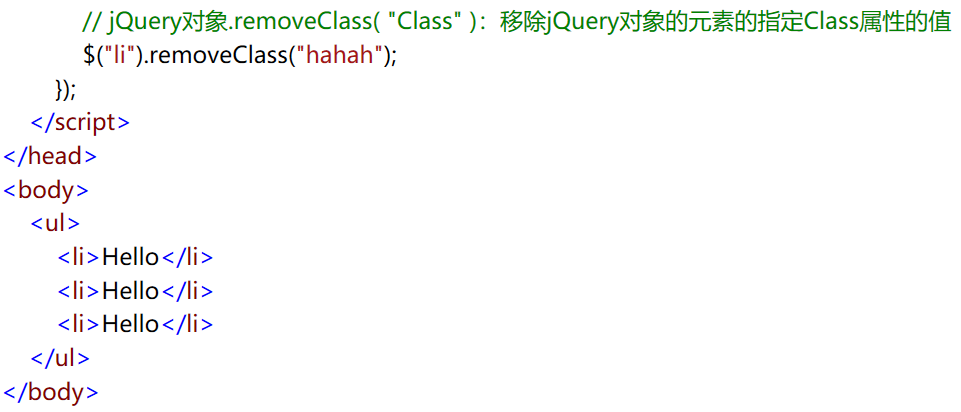 // jQuery对象.removeClass( "Class" )：移除jQuery对象的元素的指定Class属性的值
$("li").removeClass("hahah");
});
</script>
</head>
<body>
<ul>
<li>Hello</li>
<li>Hello</li>
<li>Hello</li>
</ul>
</body>